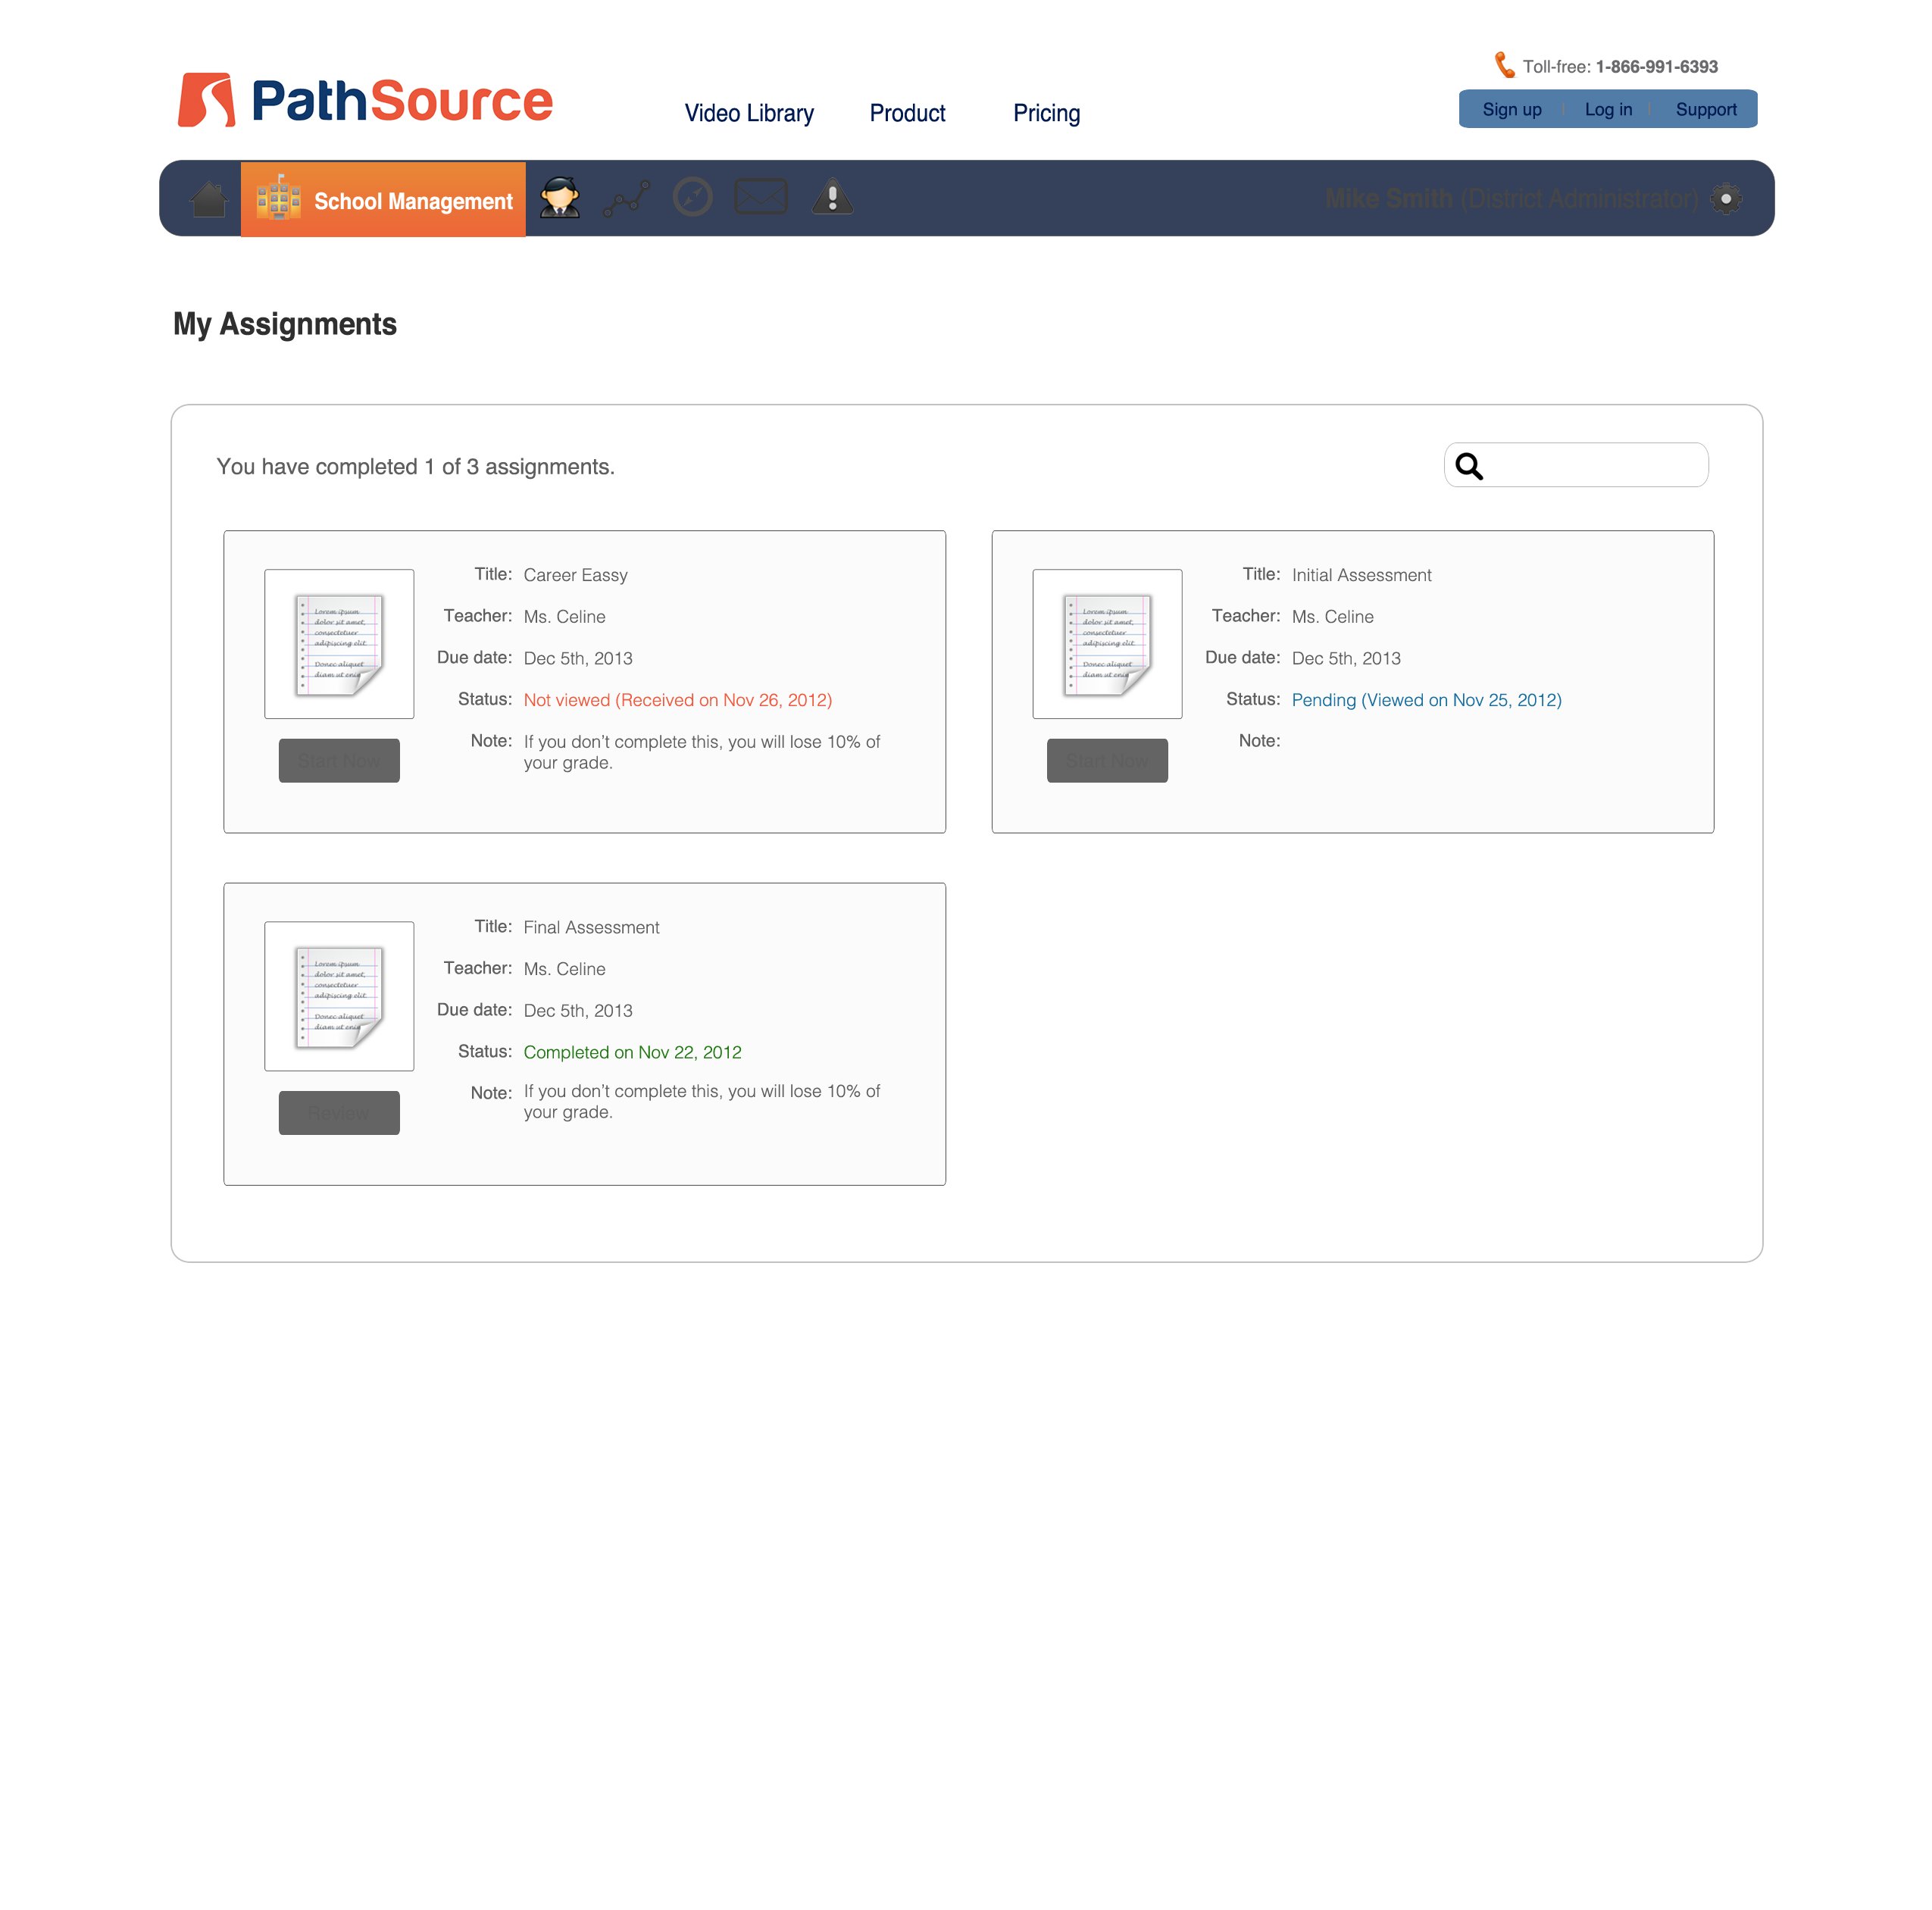 Toll-free: 1-866-991-6393
PathSource
Video Library Product Pricing
Sign up Log in Support
School Management
Mike Smith (District Administrator)
My Assignments
You have completed 1 of 3 assignments.
Lorem ipsum
dolor sit amet,
consectetuer
adipiscing elit.
Donec aliquet
diam ut enim
Start Now
Title: Career Eassy
Teacher: Ms. Celine
Due date: Dec 5th, 2013
Status: Not viewed (Received on Nov 26, 2012)
Note: If you don’t complete this, you will lose 10% of
your grade.
Lorem ipsum
dolor sit amet,
consectetuer
adipiscing elit.
Donec aliquet
diam ut enim
Start Now
Title: Initial Assessment
Teacher: Ms. Celine
Due date: Dec 5th, 2013
Status: Pending (Viewed on Nov 25, 2012)
Note:
Lorem ipsum
dolor sit amet,
consectetuer
adipiscing elit.
Donec aliquet
diam ut enim
Review
Title: Final Assessment
Teacher: Ms. Celine
Due date: Dec 5th, 2013
Status: Completed on Nov 22, 2012
Note: If you don’t complete this, you will lose 10% of
your grade.